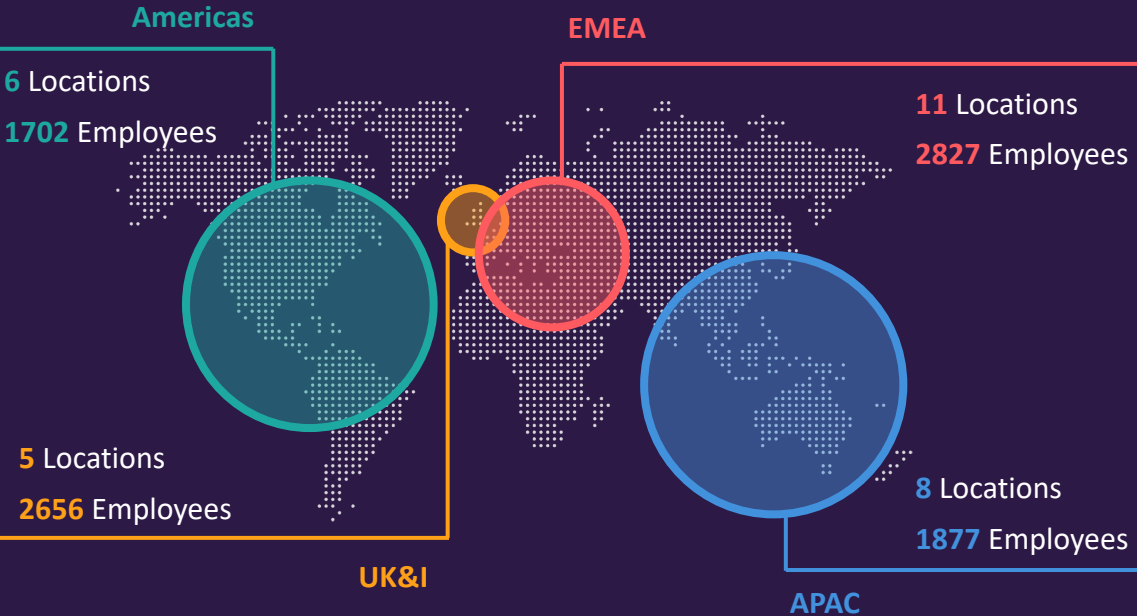 Americas
6 Locations
1702 Employees
EMEA
11 Locations
2827 Employees
5 Locations
2656 Employees
UK&I
8 Locations
1877 Employees
APAC